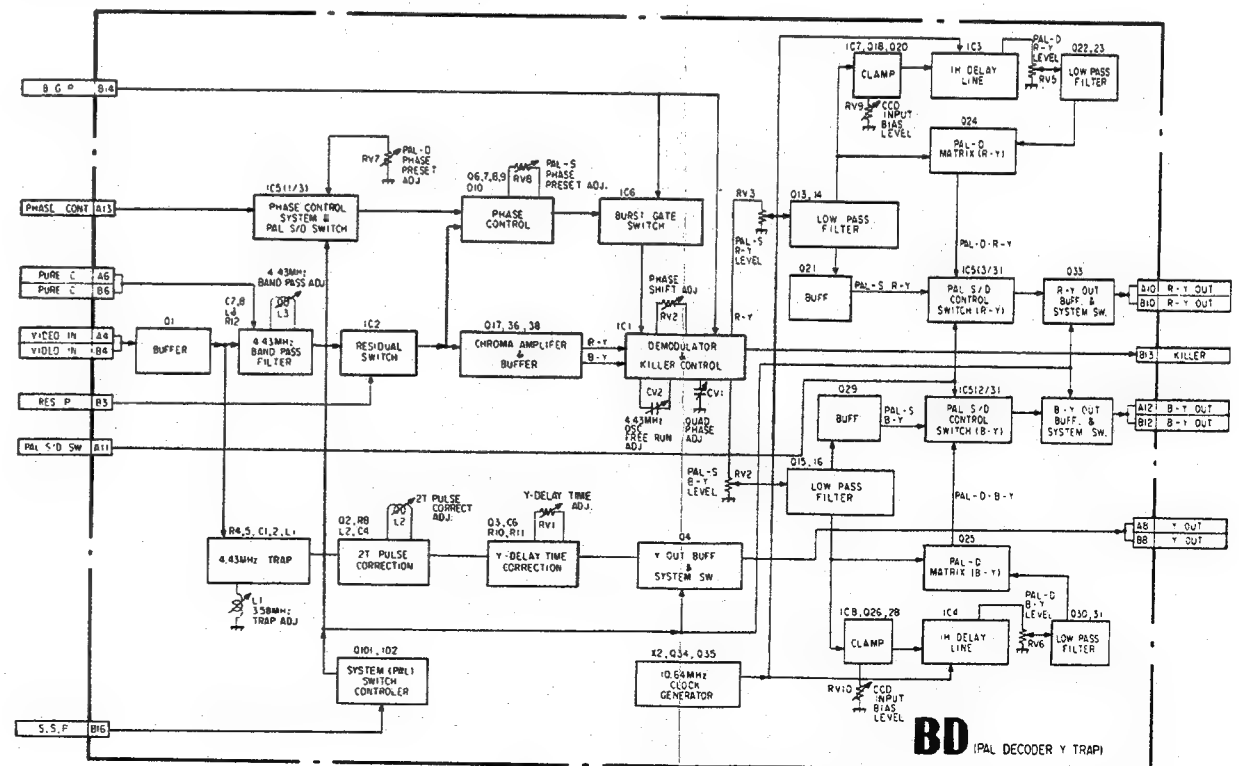 B G P B14
PHASE CONT A13
PURE C A6
PURE C B6
VIDEO IN A4
VIDEO IN B4
RES P B3
PAL S/D SW A11
S.S.P B16
RV7
PAL-D
PHASE
PRESET
ADJ
IC5(1/3)
PHASE CONTROL
SYSTEM &
PAL S/D SWITCH
Q6,7,8,9
Q10
RV8
PAL-S
PHASE
PRESET ADJ.
PHASE
CONTROL
IC6
BURST GATE
SWITCH
Q1
BUFFER
C7,8
L3
R12
4.43MHz
BAND PASS ADJ
L3
4.43MHz
BAND PASS
FILTER
IC2
RESIDUAL
SWITCH
Q17, 36, 38
CHROMA AMPLIFER
&
BUFFER
R-Y
B-Y
IC1
PHASE
SHIFT ADJ
RV2
DEMODULATOR
&
KILLER CONTROL
CV2
4.43MHz
OSC
FREE RUN
ADJ
CV1
QUAD
PHASE
ADJ
R-Y
RV3
PAL-S
R-Y
LEVEL
Q13, 14
LOW PASS
FILTER
IC7, Q18, Q20
CLAMP
RV9
CCD
INPUT
BIAS
LEVEL
IC3
1H DELAY
LINE
PAL-D
R-Y
LEVEL
RV5
Q22,23
LOW PASS
FILTER
Q24
PAL-D
MATRIX (R-Y)
PAL-D-R-Y
Q21
BUFF
PAL-S R-Y
IC5(3/3)
PAL S/D
CONTROL
SWITCH (R-Y)
Q33
R-Y OUT
BUFF. &
SYSTEM SW.
A10 R-Y OUT
B10 R-Y OUT
B13 KILLER
Q29
BUFF
PAL-S
B-Y
IC5(2/3)
PAL S/D
CONTROL
SWITCH (B-Y)
B-Y OUT
BUFF. &
SYSTEM SW.
A12 B-Y OUT
B12 B-Y OUT
PAL-S
B-Y
LEVEL
RV2
Q15, 16
LOW PASS
FILTER
PAL-D-B-Y
A8 Y OUT
B8 Y OUT
R4,5, C1,2, L1
4.43MHz TRAP
L1
3.58MHz
TRAP ADJ
Q2, R8
L2, C4
L2
2T PULSE
CORRECT
ADJ.
2T PULSE
CORRECTION
Q3, C6
R10, R11
Y-DELAY TIME
ADJ.
RV1
Y-DELAY TIME
CORRECTION
Q4
Y OUT BUFF
&
SYSTEM SW.
Q25
PAL-D
MATRIX (B-Y)
Q101, 102
SYSTEM (PAL)
SWITCH
CONTROLER
X2, Q34, Q35
10.64MHz
CLOCK
GENERATOR
IC8, Q26, 28
CLAMP
RV10
CCD
INPUT
BIAS
LEVEL
IC4
1H DELAY
LINE
PAL-D
B-Y
LEVEL
RV6
Q30, 31
LOW PASS
FILTER
BD (PAL DECODER Y TRAP)